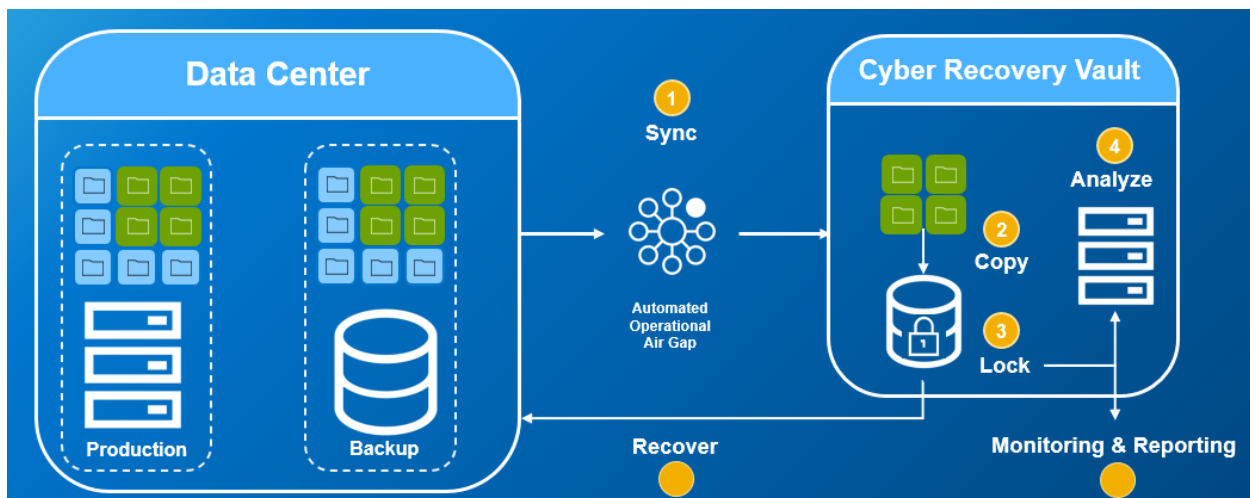 Data Center
Cyber Recovery Vault
1
Sync
4
Analyze
2
Copy
Automated
Operational
Air Gap
1
3
Lock
Production
Backup
Recover
Monitoring & Reporting